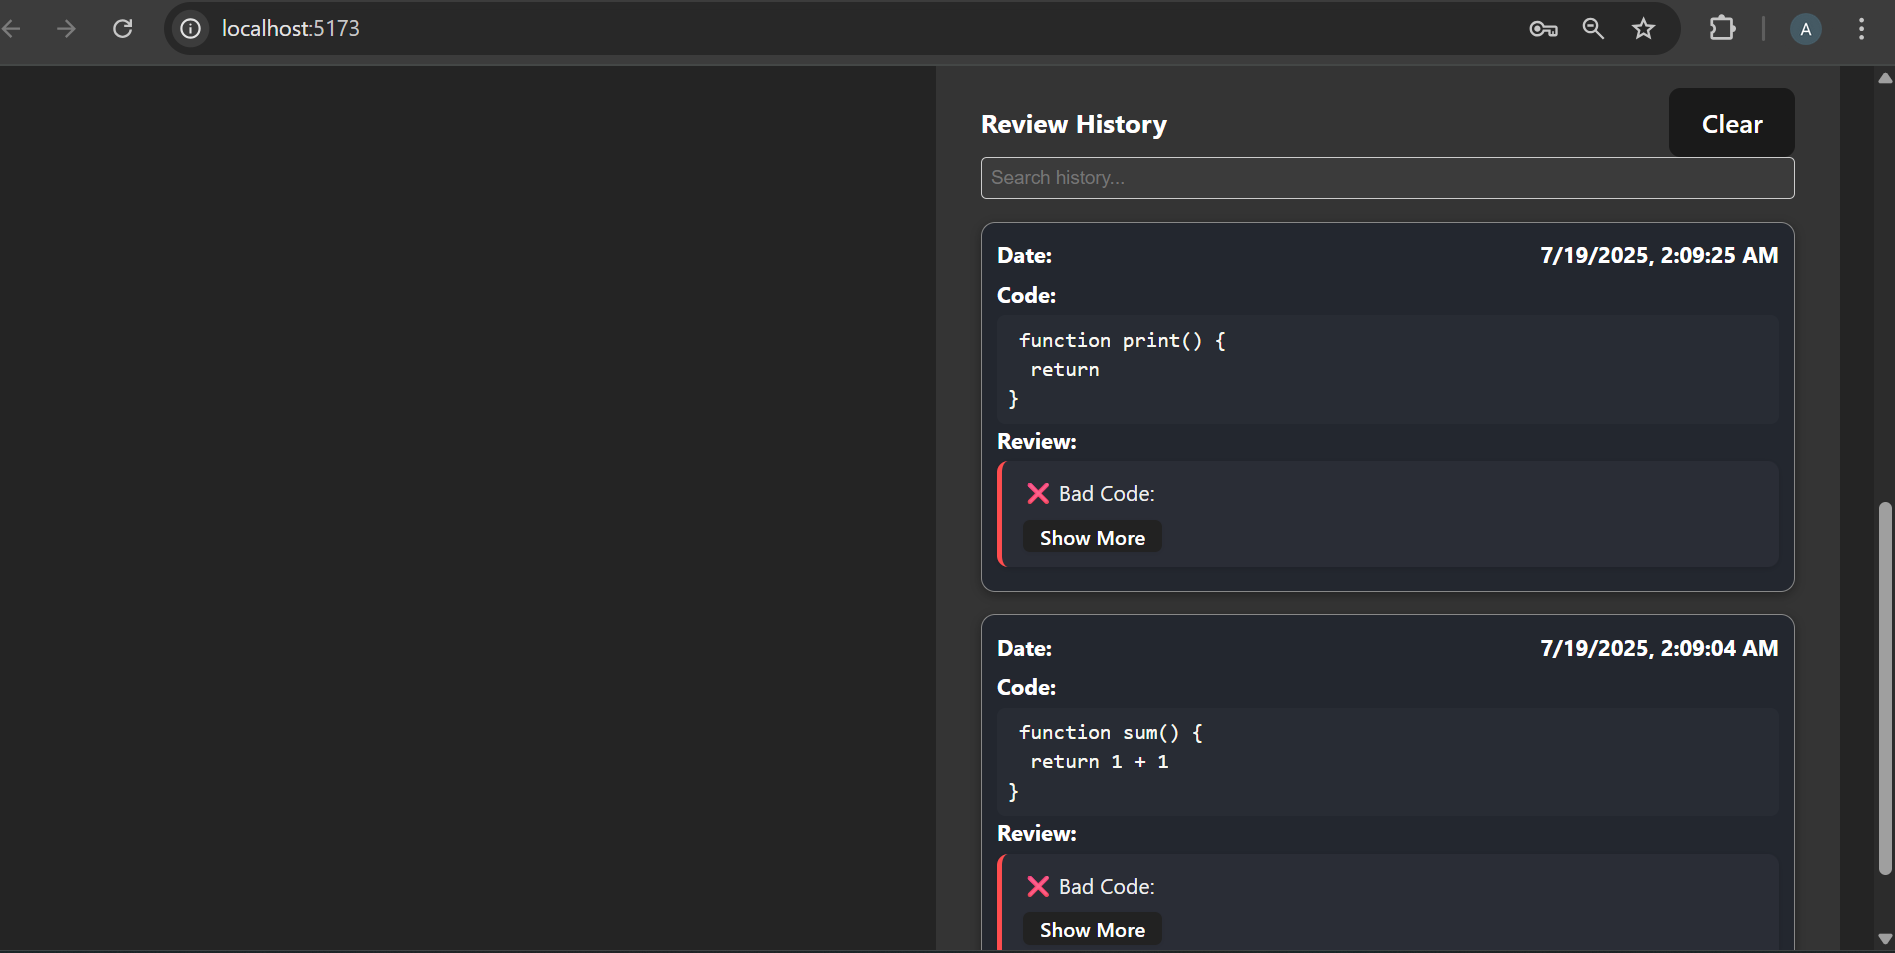 localhost:5173
A
Review History
Clear
Search history...
Date:
7/19/2025, 2:09:25 AM
Code:
function print() {
return
}
Review:
❌ Bad Code:
Show More
Date:
7/19/2025, 2:09:04 AM
Code:
function sum() {
return 1 + 1
}
Review:
❌ Bad Code:
Show More